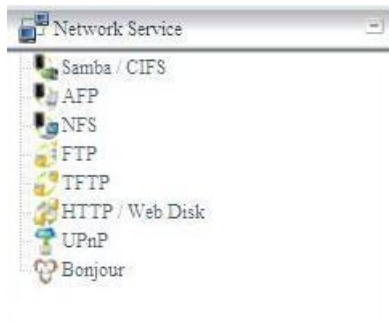 Network Service
Samba / CIFS
AFP
NFS
FTP
TFTP
HTTP / Web Disk
UPnP
Bonjour